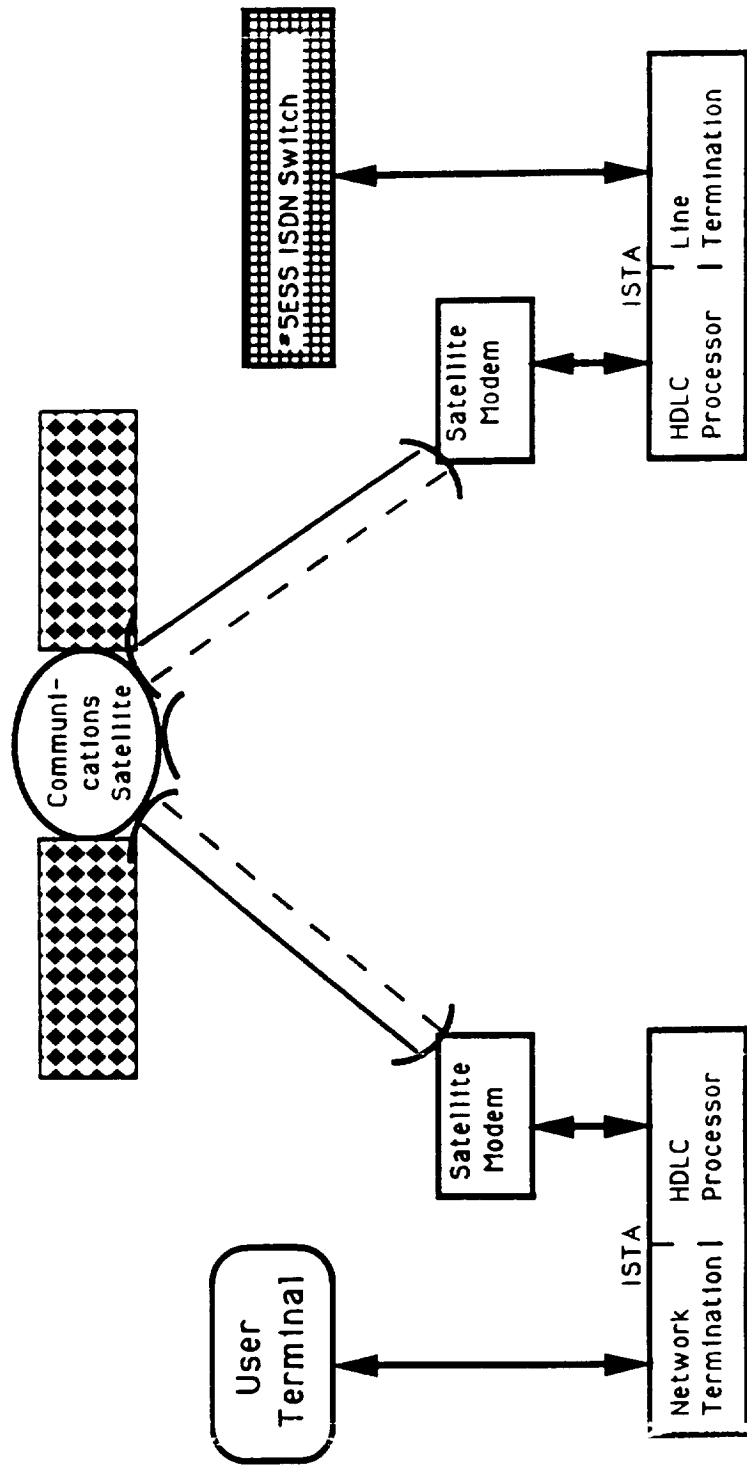 Communi-
cations
Satellite
#5ESS ISDN Switch
User
Terminal
Satellite
Modem
Satellite
Modem
ISTA
Network
Termination
HDLC
Processor
ISTA
HDLC
Processor
Line
Termination